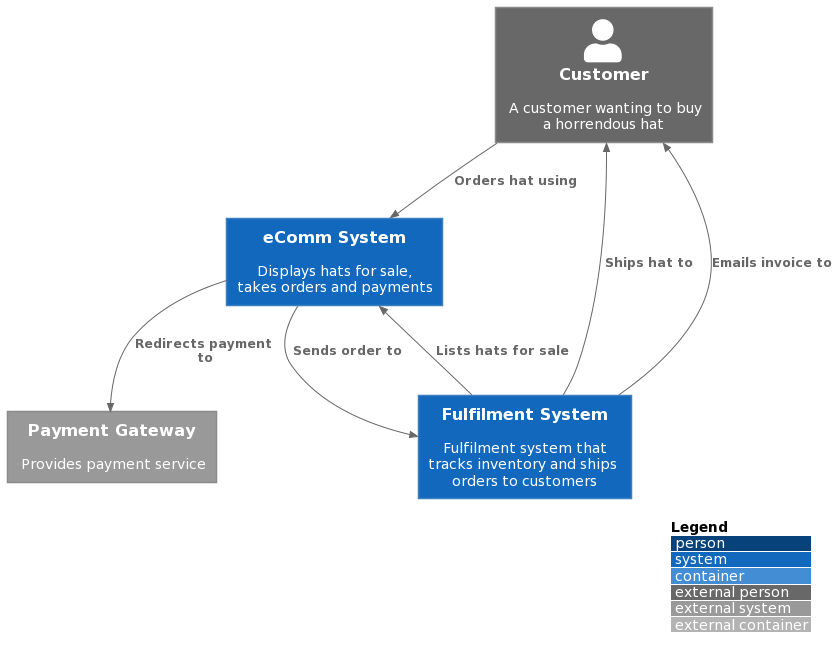 Customer
A customer wanting to buy
a horrendous hat
Orders hat using
eComm System
Displays hats for sale,
takes orders and payments
Ships hat to
Emails invoice to
Redirects payment
to
Sends order to
Lists hats for sale
Payment Gateway
Provides payment service
Fulfilment System
Fulfilment system that
tracks inventory and ships
orders to customers
Legend
person
system
container
external person
external system
external container